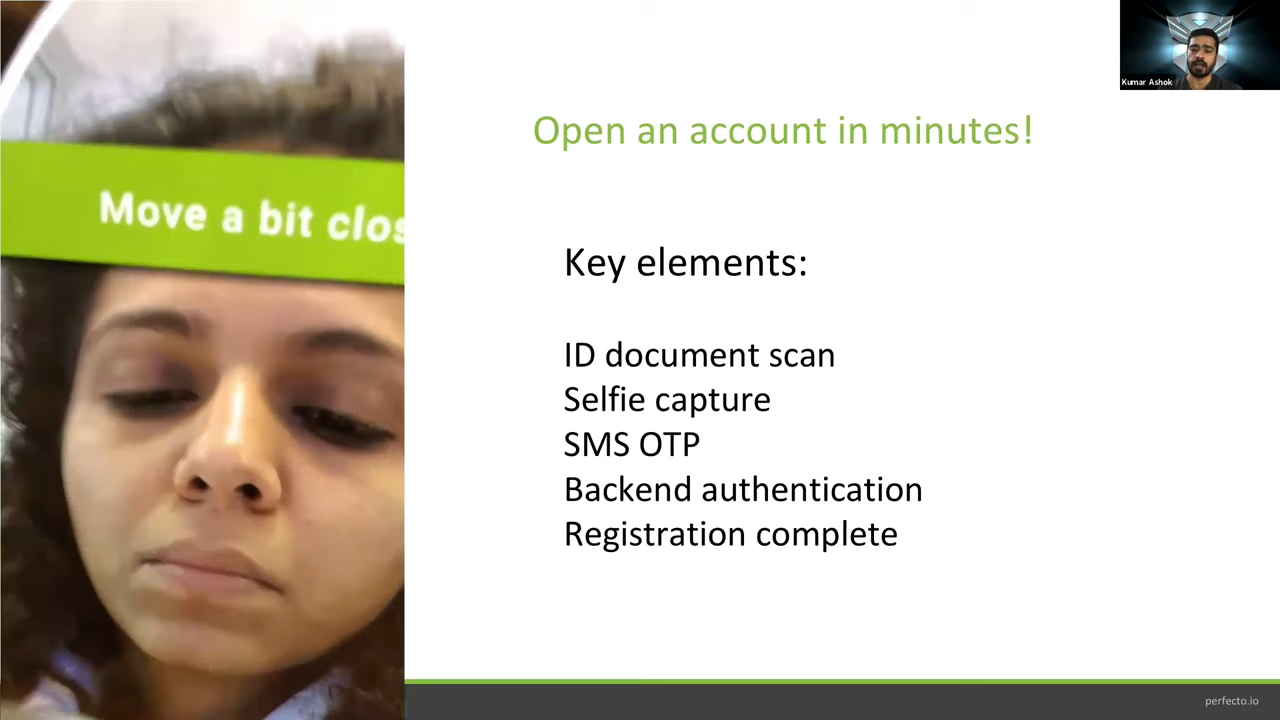 Kumar Ashok
Open an account in minutes!
Move a bit clos
Key elements:
ID document scan
Selfie capture
SMS OTP
Backend authentication
Registration complete
perfecto.io